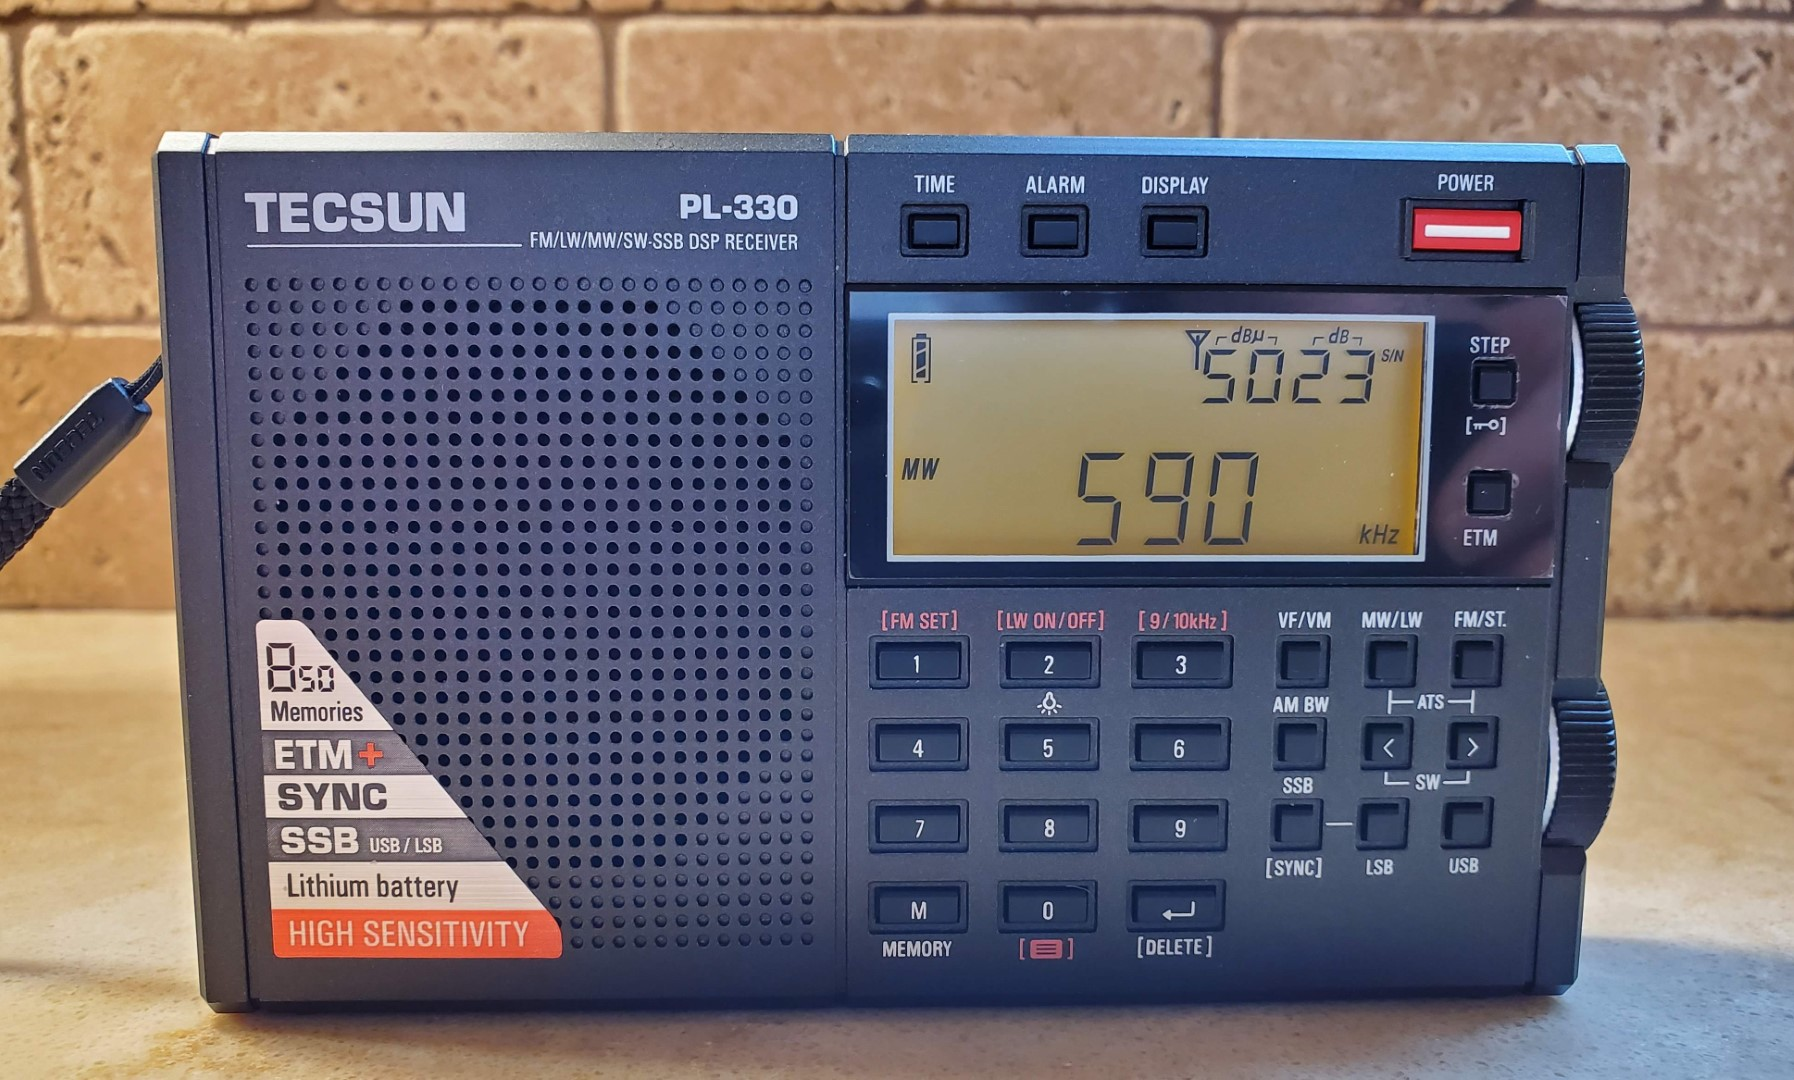 TECSUN PL-330
FM/LW/MW/SW-SSB DSP RECEIVER
TIME ALARM DISPLAY POWER
dBμ dB
5023 S/N
MW 590 kHz
STEP
ETM
850
Memories
ETM+
SYNC
SSB USB / LSB
Lithium battery
HIGH SENSITIVITY
[FM SET] [LW ON/OFF] [9/10kHz] VF/VM MW/LW FM/ST.
1 2 3
AM BW ATS
4 5 6 < >
SSB SW
7 8 9
[SYNC] LSB USB
M 0
MEMORY [DELETE]
TECSUN